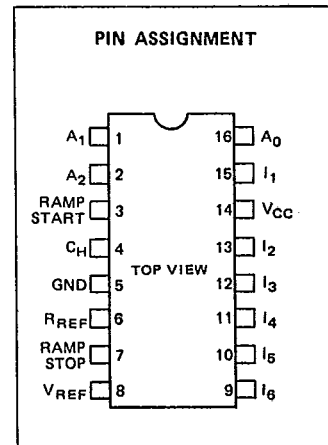 PIN ASSIGNMENT
A1 1 16 A0
A2 2 15 I1
RAMP
START 3 14 VCC
CH 4 13 I2
TOP VIEW
GND 5 12 I3
RREF 6 11 I4
RAMP
STOP 7 10 I5
VREF 8 9 I6